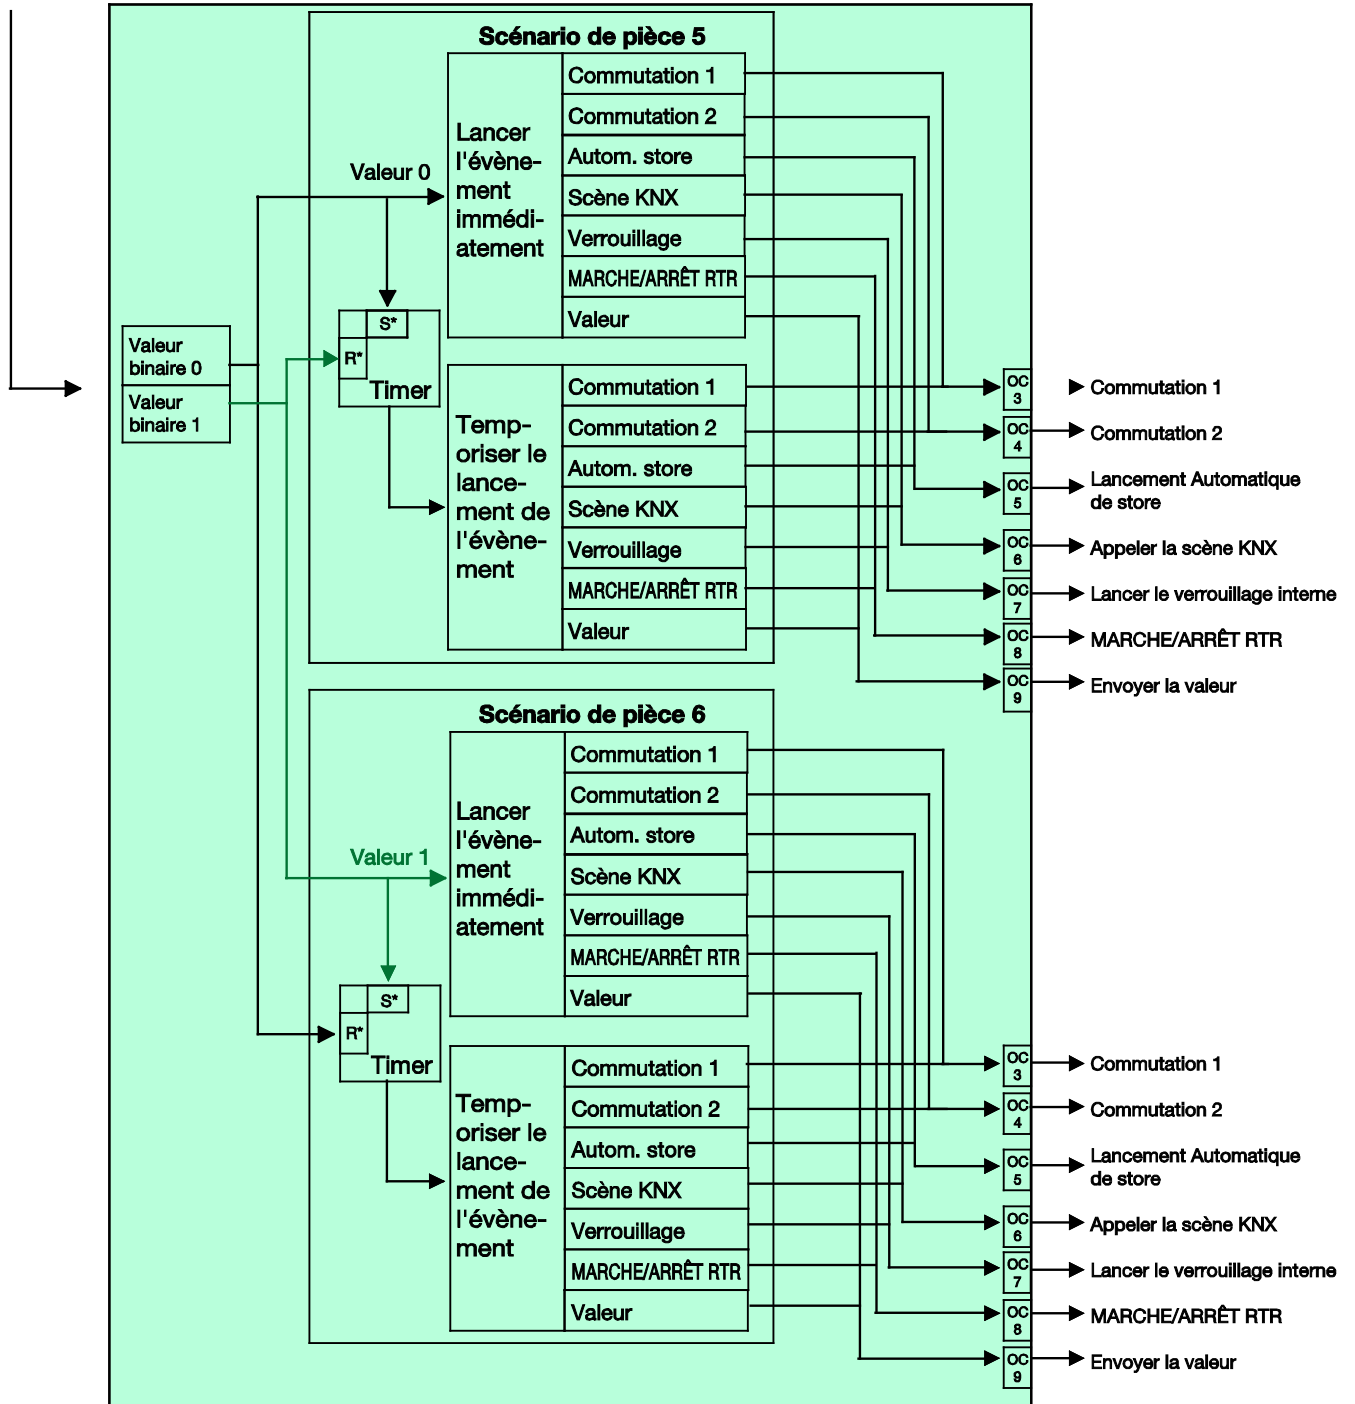 Scénario de pièce 5
Valeur
binaire 0
Valeur
binaire 1
Valeur 0
S*
R*
Timer
Lancer
l'évène-
ment
immédi-
atement
Commutation 1
Commutation 2
Autom. store
Scène KNX
Verrouillage
MARCHE/ARRÊT RTR
Valeur
Temp-
oriser le
lance-
ment de
l'évène-
ment
Commutation 1
Commutation 2
Autom. store
Scène KNX
Verrouillage
MARCHE/ARRÊT RTR
Valeur
OC
3
Commutation 1
OC
4
Commutation 2
OC
5
Lancement Automatique
de store
OC
6
Appeler la scène KNX
OC
7
Lancer le verrouillage interne
OC
8
MARCHE/ARRÊT RTR
OC
9
Envoyer la valeur
Scénario de pièce 6
Valeur 1
S*
R*
Timer
Lancer
l'évène-
ment
immédi-
atement
Commutation 1
Commutation 2
Autom. store
Scène KNX
Verrouillage
MARCHE/ARRÊT RTR
Valeur
Temp-
oriser le
lance-
ment de
l'évène-
ment
Commutation 1
Commutation 2
Autom. store
Scène KNX
Verrouillage
MARCHE/ARRÊT RTR
Valeur
OC
3
Commutation 1
OC
4
Commutation 2
OC
5
Lancement Automatique
de store
OC
6
Appeler la scène KNX
OC
7
Lancer le verrouillage interne
OC
8
MARCHE/ARRÊT RTR
OC
9
Envoyer la valeur